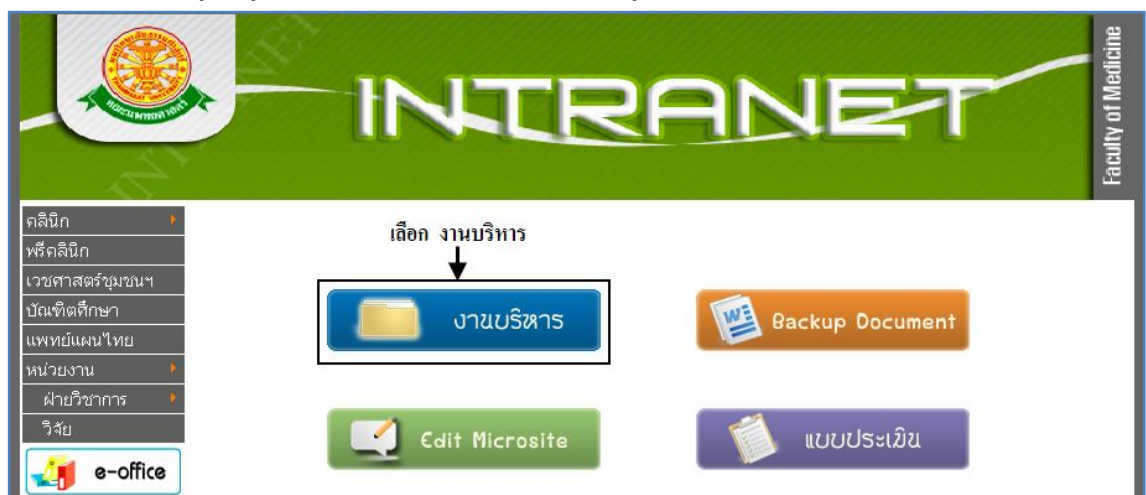 INTRANET
Faculty of Medicine
คลินิก
พรีคลินิก
เวชศาสตร์ชุมชนฯ
บัณฑิตศึกษา
แพทย์แผนไทย
หน่วยงาน
ฝ่ายวิชาการ
วิจัย
e-office
เลือก งานบริหาร
งานบริหาร
Backup Document
Edit Microsite
แบบประเมิน